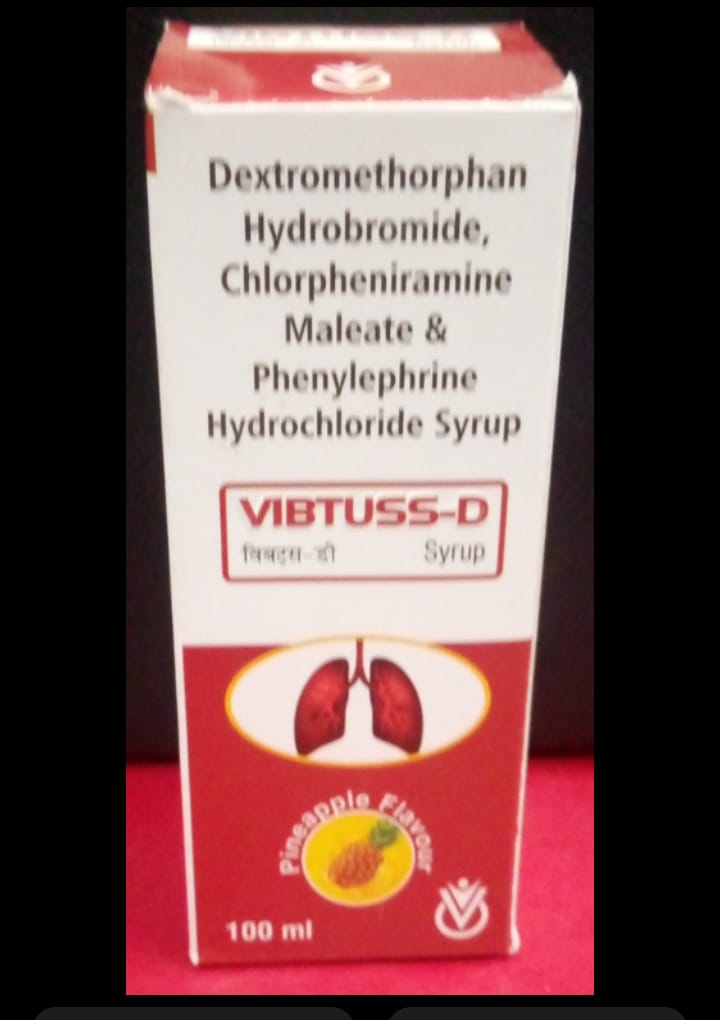 Dextromethorphan
Hydrobromide,
Chlorpheniramine
Maleate &
Phenylephrine
Hydrochloride Syrup
VIBTUSS-D
विबट्स-डी Syrup
Pineapple Flavour
100 ml